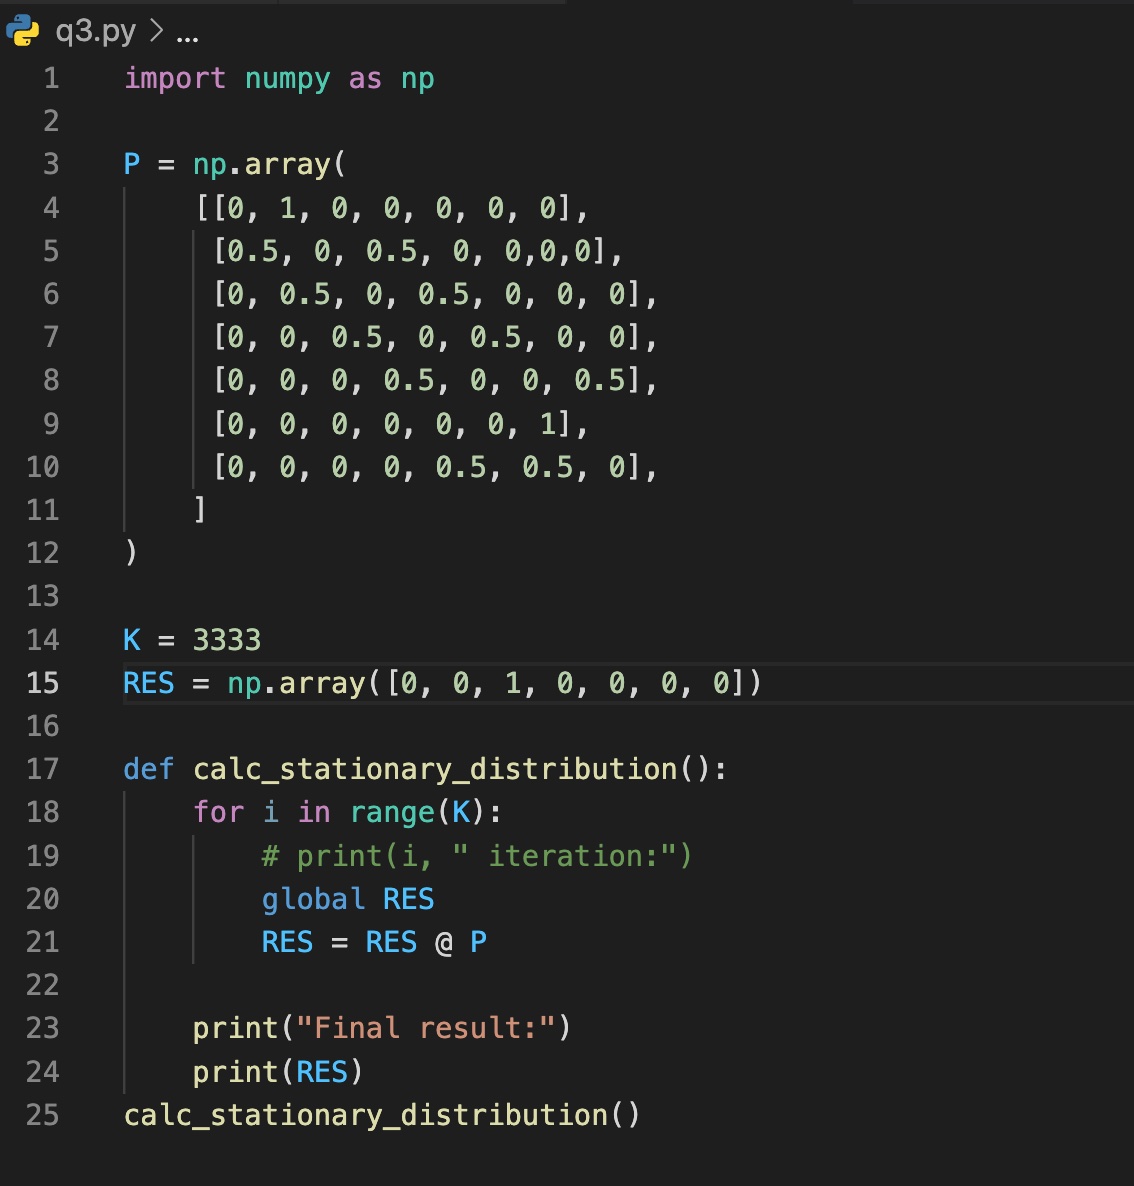 q3.py > ...
1 import numpy as np
2
3 P = np.array(
4     [[0, 1, 0, 0, 0, 0, 0],
5      [0.5, 0, 0.5, 0, 0,0,0],
6      [0, 0.5, 0, 0.5, 0, 0, 0],
7      [0, 0, 0.5, 0, 0.5, 0, 0],
8      [0, 0, 0, 0.5, 0, 0, 0.5],
9      [0, 0, 0, 0, 0, 0, 1],
10      [0, 0, 0, 0, 0.5, 0.5, 0],
11     ]
12 )
13
14 K = 3333
15 RES = np.array([0, 0, 1, 0, 0, 0, 0])
16
17 def calc_stationary_distribution():
18     for i in range(K):
19         # print(i, " iteration:")
20         global RES
21         RES = RES @ P
22
23     print("Final result:")
24     print(RES)
25 calc_stationary_distribution()